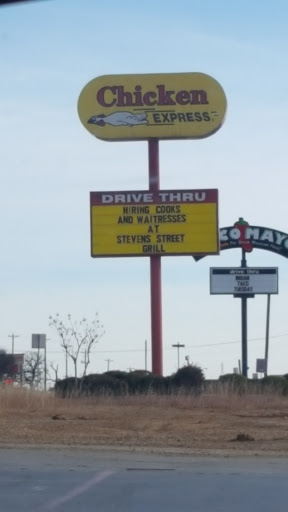 Chicken
EXPRESS
DRIVE THRU
HIRING COOKS
AND WAITRESSES
AT
STEVENS STREET
GRILL
drive thru
TACO
TUESDAY